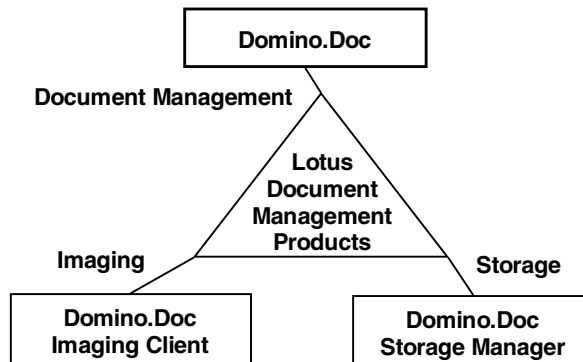 Domino.Doc
Document Management
Lotus
Document
Management
Products
Imaging
Storage
Domino.Doc
Imaging Client
Domino.Doc
Storage Manager